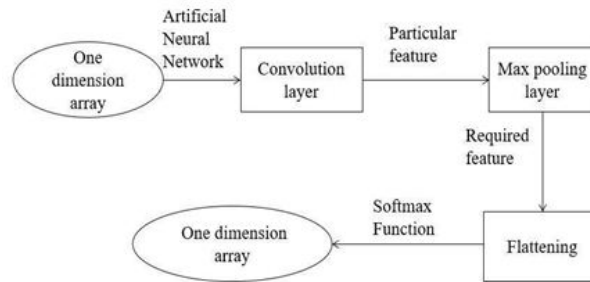 One
dimension
array
Artificial
Neural
Network
Convolution
layer
Particular
feature
Max pooling
layer
Required
feature
Flattening
Softmax
Function
One dimension
array